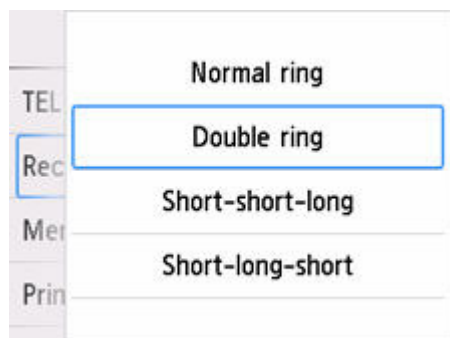 Normal ring
TEL
Double ring
Rec
Short-short-long
Mer
Short-long-short
Prin